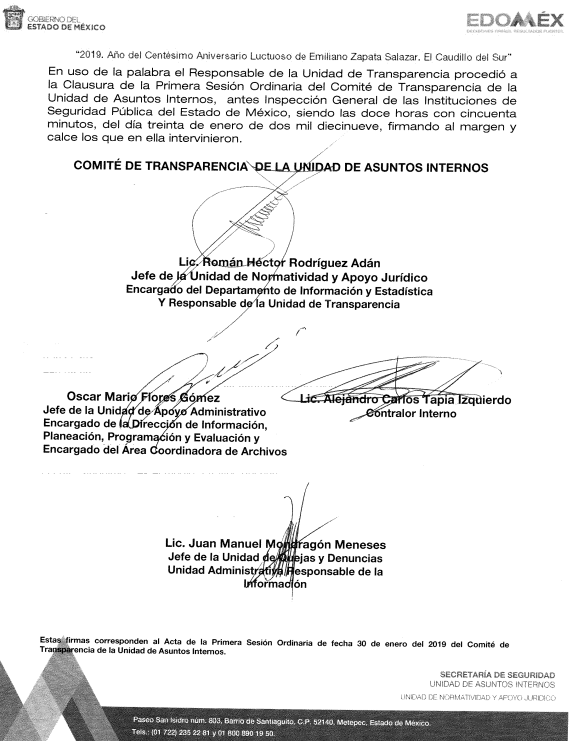 GOBIERNO DEL
ESTADO DE MÉXICO
EDOMÉX
DECISIONES FIRMES, RESULTADOS FUERTES.
"2019. Año del Centésimo Aniversario Luctuoso de Emiliano Zapata Salazar. El Caudillo del Sur"
En uso de la palabra el Responsable de la Unidad de Transparencia procedió a
la Clausura de la Primera Sesión Ordinaria del Comité de Transparencia de la
Unidad de Asuntos Internos, antes Inspección General de las Instituciones de
Seguridad Pública del Estado de México, siendo las doce horas con cincuenta
minutos, del día treinta de enero de dos mil diecinueve, firmando al margen y
calce los que en ella intervinieron.
COMITÉ DE TRANSPARENCIA DE LA UNIDAD DE ASUNTOS INTERNOS
Lic. Román Héctor Rodríguez Adán
Jefe de la Unidad de Normatividad y Apoyo Jurídico
Encargado del Departamento de Información y Estadística
Y Responsable de la Unidad de Transparencia
Oscar Mario Flores Gómez
Jefe de la Unidad de Apoyo Administrativo
Encargado de la Dirección de Información,
Planeación, Programación y Evaluación y
Encargado del Área Coordinadora de Archivos
Lic. Alejandro Carlos Tapia Izquierdo
Contralor Interno
Lic. Juan Manuel Mondragón Meneses
Jefe de la Unidad de Quejas y Denuncias
Unidad Administrativa Responsable de la
Información
Estas firmas corresponden al Acta de la Primera Sesión Ordinaria de fecha 30 de enero del 2019 del Comité de
Transparencia de la Unidad de Asuntos Internos.
SECRETARÍA DE SEGURIDAD
UNIDAD DE ASUNTOS INTERNOS
UNIDAD DE NORMATIVIDAD Y APOYO JURÍDICO
Paseo San Isidro núm. 803, Barrio de Santiaguito, C.P. 52140, Metepec, Estado de México.
Tels.: (01 722) 235 22 81 y 01 800 890 19 50.